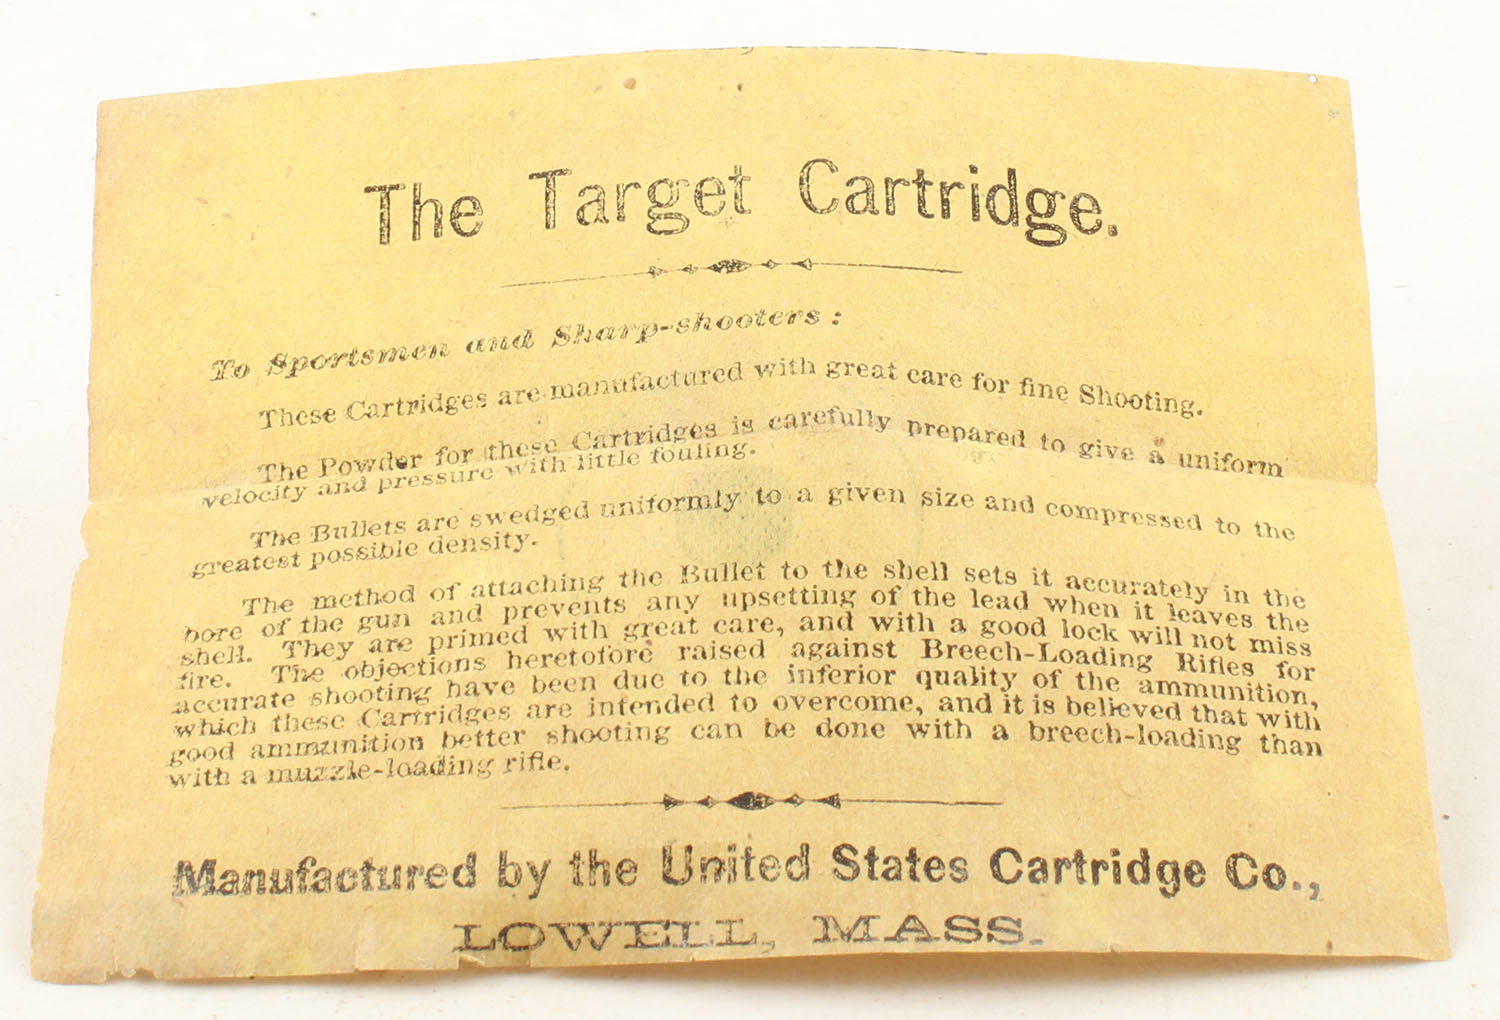 The Target Cartridge.
To Sportsmen and Sharp-shooters :
These Cartridges are manufactured with great care for fine Shooting.
The Powder for these Cartridges is carefully prepared to give a uniform
velocity and pressure with little fouling.
The Bullets are swedged uniformly to a given size and compressed to the
greatest possible density.
The method of attaching the Bullet to the shell sets it accurately in the
bore of the gun and prevents any upsetting of the lead when it leaves the
shell. They are primed with great care, and with a good lock will not miss
fire. The objections heretofore raised against Breech-Loading Rifles for
accurate shooting have been due to the inferior quality of the ammunition,
which these Cartridges are intended to overcome, and it is believed that with
good ammunition better shooting can be done with a breech-loading than
with a muzzle-loading rifle.
Manufactured by the United States Cartridge Co.,
LOWELL, MASS.